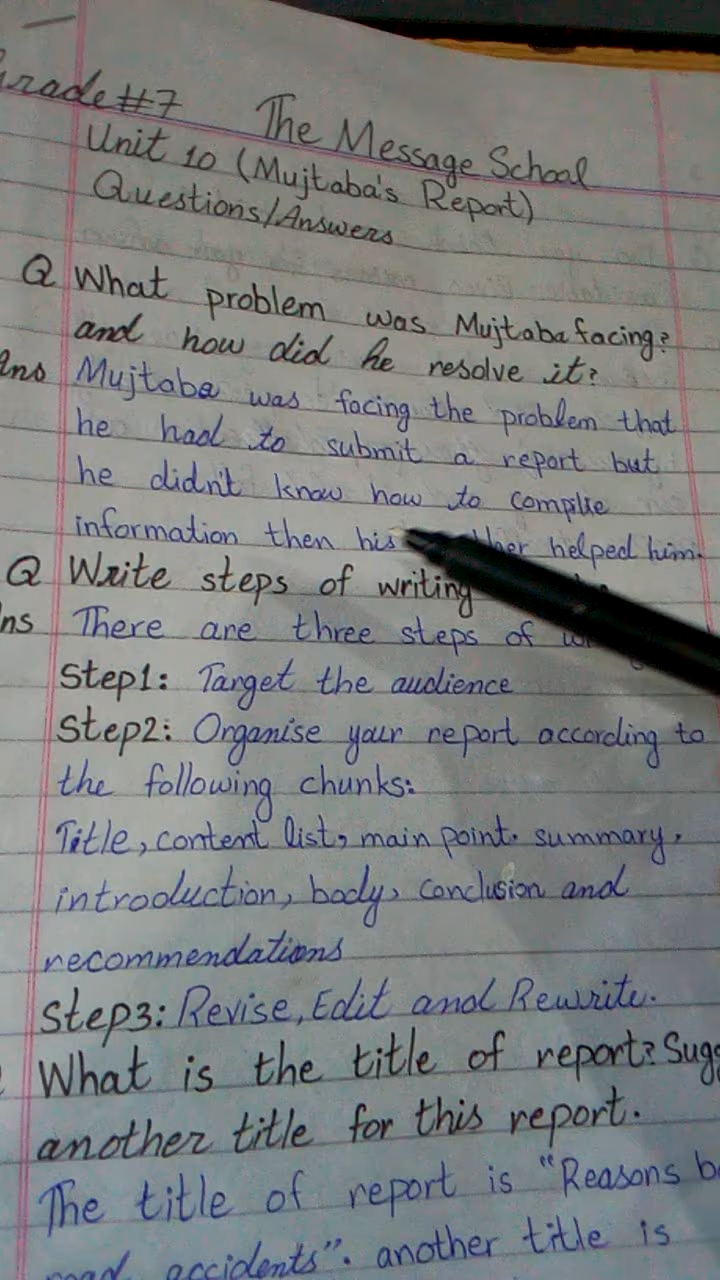 Grade#7 The Message School
Unit 10 (Mujtaba's Report)
Questions/Answers
Q What problem was Mujtaba facing?
and how did he resolve it?
Ans Mujtaba was facing the problem that
he had to submit a report but
he didn't know how to complie
information then his helped him.
Q Write steps of writing
Ans There are three steps of
Step1: Target the audience
Step2: Organise your report according to
the following chunks:
Title, content list, main point. summary,
introduction, body, conclusion and
recommendations
Step3: Revise, Edit and Rewrite.
What is the title of report?
another title for this report.
The title of report is "Reasons
accidents". another title is